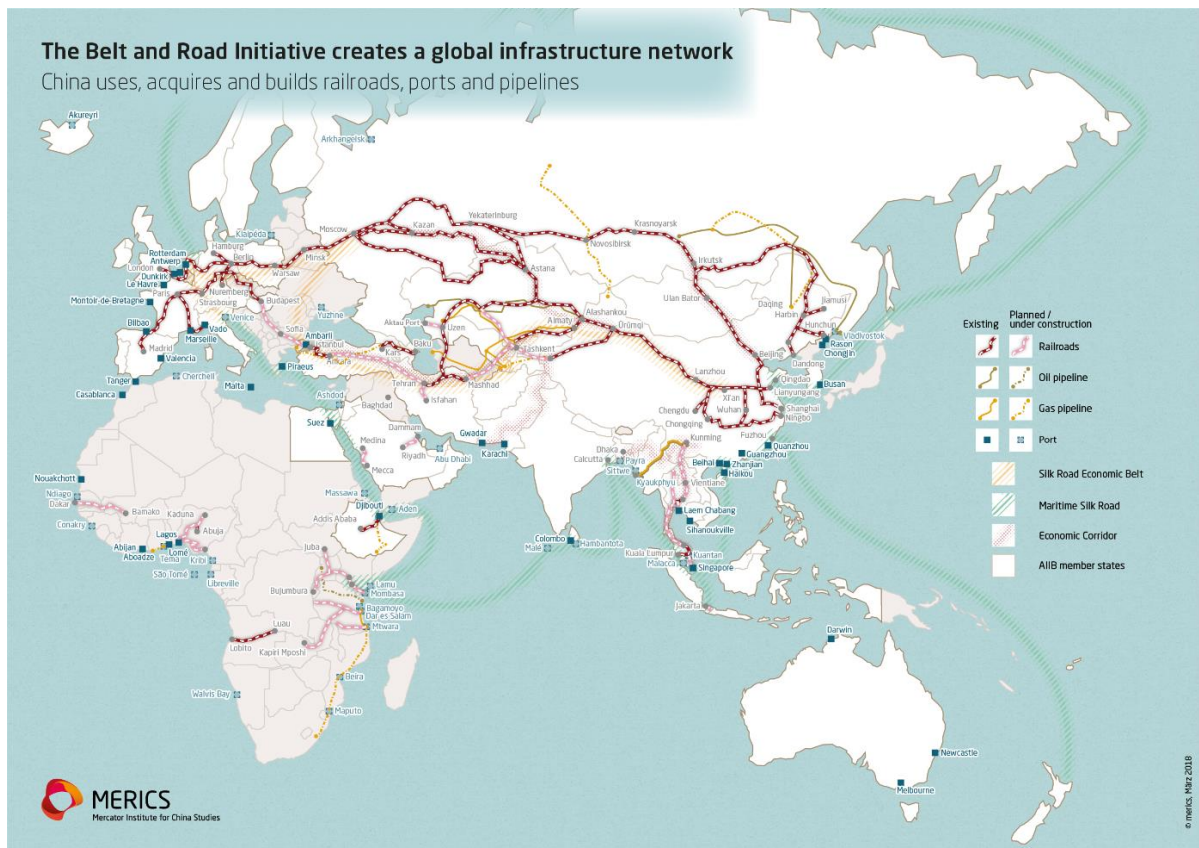 The Belt and Road Initiative creates a global infrastructure network
China uses, acquires and builds railroads, ports and pipelines
Akureyri
Arkhangelsk
Yekaterinburg
Krasnoyarsk
Kazan
Moscow
Novosibirsk
Klaipėda
Hamburg
Rotterdam
Antwerp
Berlin
Minsk
London
Warsaw
Irkutsk
Dunkirk
Astana
Le Havre
Paris
Nuremberg
Ulan Bator
Daqing
Jiamusi
Montoir-de-Bretagne
Strasbourg
Budapest
Alashankou
Harbin
Venice
Yuzhne
Almaty
Ürümqi
Hunchun
Vladivostok
Bilbao
Vado
Marseille
Sofia
Aktau Port
Uzen
Rason
Chongjin
Madrid
Ambarli
Istanbul
Ankara
Kars
Baku
Tashkent
Beijing
Dandong
Valencia
Piraeus
Lanzhou
Qingdao
Busan
Tanger
Cherchell
Malta
Tehran
Mashhad
Lianyungang
Casablanca
Ashdod
Isfahan
Xi'an
Baghdad
Chengdu
Wuhan
Shanghai
Ningbo
Suez
Dammam
Chongqing
Medina
Gwadar
Karachi
Kunming
Fuzhou
Quanzhou
Riyadh
Abu Dhabi
Dhaka
Calcutta
Payra
Sittwe
Kyaukphyu
Guangzhou
Beihai
Zhanjian
Haikou
Mecca
Nouakchott
Vientiane
Ndiago
Dakar
Massawa
Aden
Bamako
Kaduna
Djibouti
Laem Chabang
Sihanoukville
Conakry
Abuja
Addis Ababa
Lagos
Colombo
Hambantota
Malé
Abijan
Aboadze
Lomé
Tema
Kribi
Juba
Kuala Lumpur
Kuantan
Malacca
Singapore
São Tomé
Libreville
Lamu
Mombasa
Bujumbura
Bagamoyo
Dar es Salam
Jakarta
Mtwara
Luau
Lobito
Kapiri Mposhi
Darwin
Walvis Bay
Beira
Maputo
Newcastle
Melbourne
Existing
Planned /
under construction
Railroads
Oil pipeline
Gas pipeline
Port
Silk Road Economic Belt
Maritime Silk Road
Economic Corridor
AIIB member states
MERICS
Mercator Institute for China Studies
© merics, März 2018